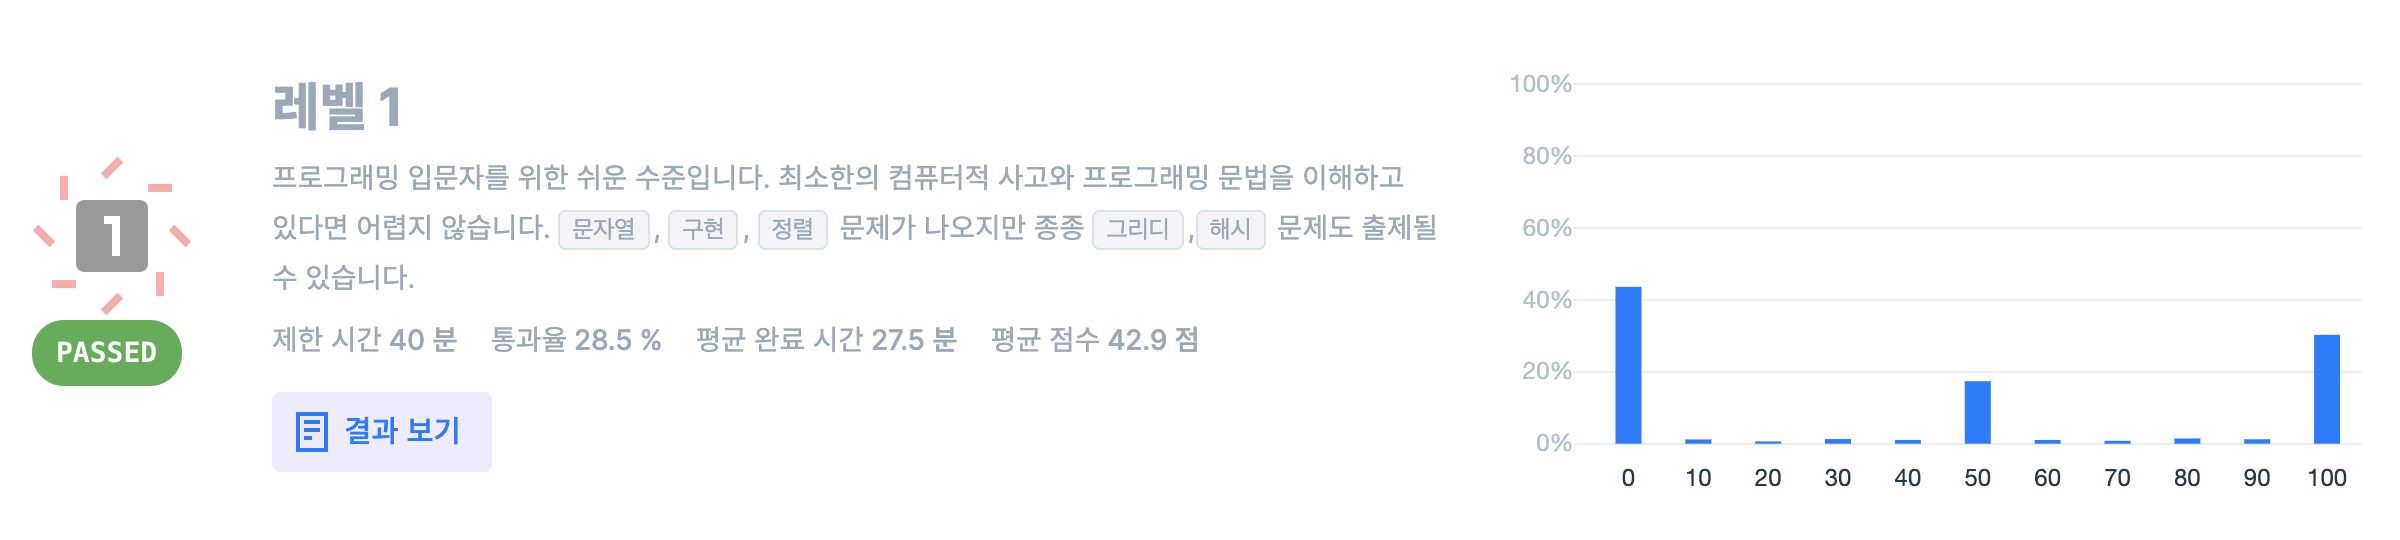 레벨 1
프로그래밍 입문자를 위한 쉬운 수준입니다. 최소한의 컴퓨터적 사고와 프로그래밍 문법을 이해하고
있다면 어렵지 않습니다. 문자열 , 구현 , 정렬 문제가 나오지만 종종 그리디 , 해시 문제도 출제될
수 있습니다.
제한 시간 40 분 통과율 28.5 % 평균 완료 시간 27.5 분 평균 점수 42.9 점
결과 보기
1
PASSED
100%
80%
60%
40%
20%
0%
0 10 20 30 40 50 60 70 80 90 100